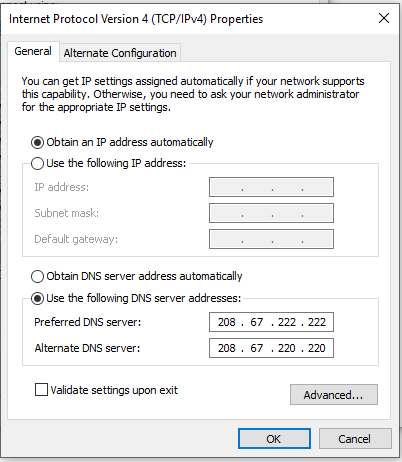 Internet Protocol Version 4 (TCP/IPv4) Properties
General
Alternate Configuration
You can get IP settings assigned automatically if your network supports
this capability. Otherwise, you need to ask your network administrator
for the appropriate IP settings.
Obtain an IP address automatically
Use the following IP address:
IP address:
. . .
Subnet mask:
. . .
Default gateway:
. . .
Obtain DNS server address automatically
Use the following DNS server addresses:
Preferred DNS server:
208 . 67 . 222 . 222
Alternate DNS server:
208 . 67 . 220 . 220
Validate settings upon exit
Advanced...
OK
Cancel